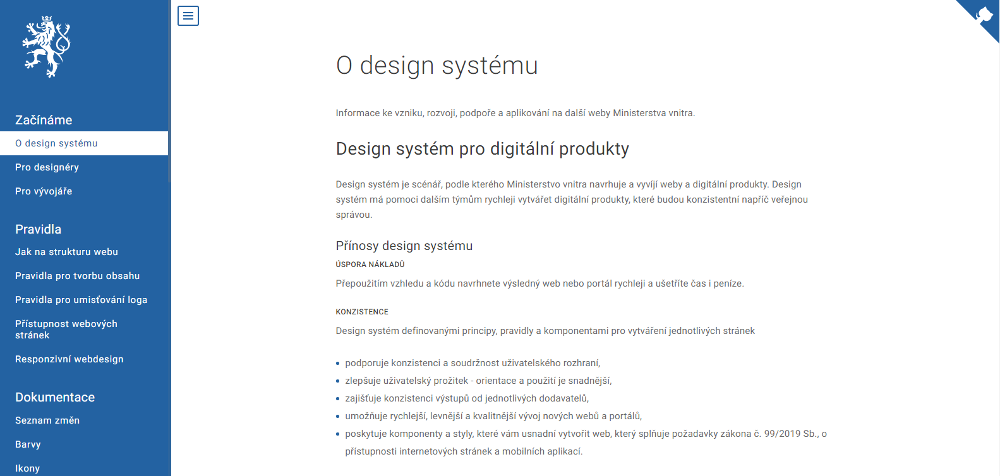 Začínáme
O design systému
Pro designéry
Pro vývojáře
Pravidla
Jak na strukturu webu
Pravidla pro tvorbu obsahu
Pravidla pro umisťování loga
Přístupnost webových
stránek
Responzivní webdesign
Dokumentace
Seznam změn
Barvy
Ikony
O design systému
Informace ke vzniku, rozvoji, podpoře a aplikování na další weby Ministerstva vnitra.
Design systém pro digitální produkty
Design systém je scénář, podle kterého Ministerstvo vnitra navrhuje a vyvíjí weby a digitální produkty. Design
systém má pomoci dalším týmům rychleji vytvářet digitální produkty, které budou konzistentní napříč veřejnou
správou.
Přínosy design systému
ÚSPORA NÁKLADŮ
Přepoužitím vzhledu a kódu navrhnete výsledný web nebo portál rychleji a ušetříte čas i peníze.
KONZISTENCE
Design systém definovanými principy, pravidly a komponentami pro vytváření jednotlivých stránek
podporuje konzistenci a soudržnost uživatelského rozhraní,
zlepšuje uživatelský prožitek - orientace a použití je snadnější,
zajišťuje konzistenci výstupů od jednotlivých dodavatelů,
umožňuje rychlejší, levnější a kvalitnější vývoj nových webů a portálů,
poskytuje komponenty a styly, které vám usnadní vytvořit web, který splňuje požadavky zákona č. 99/2019 Sb., o
přístupnosti internetových stránek a mobilních aplikací.